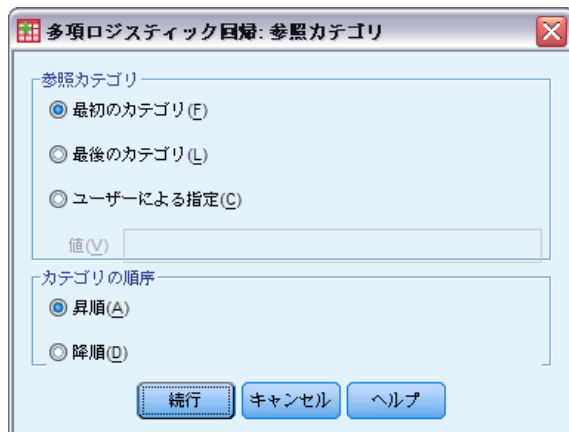 多項ロジスティック回帰: 参照カテゴリ
参照カテゴリ
最初のカテゴリ(F)
最後のカテゴリ(L)
ユーザーによる指定(C)
値(V)
カテゴリの順序
昇順(A)
降順(D)
続行 キャンセル ヘルプ